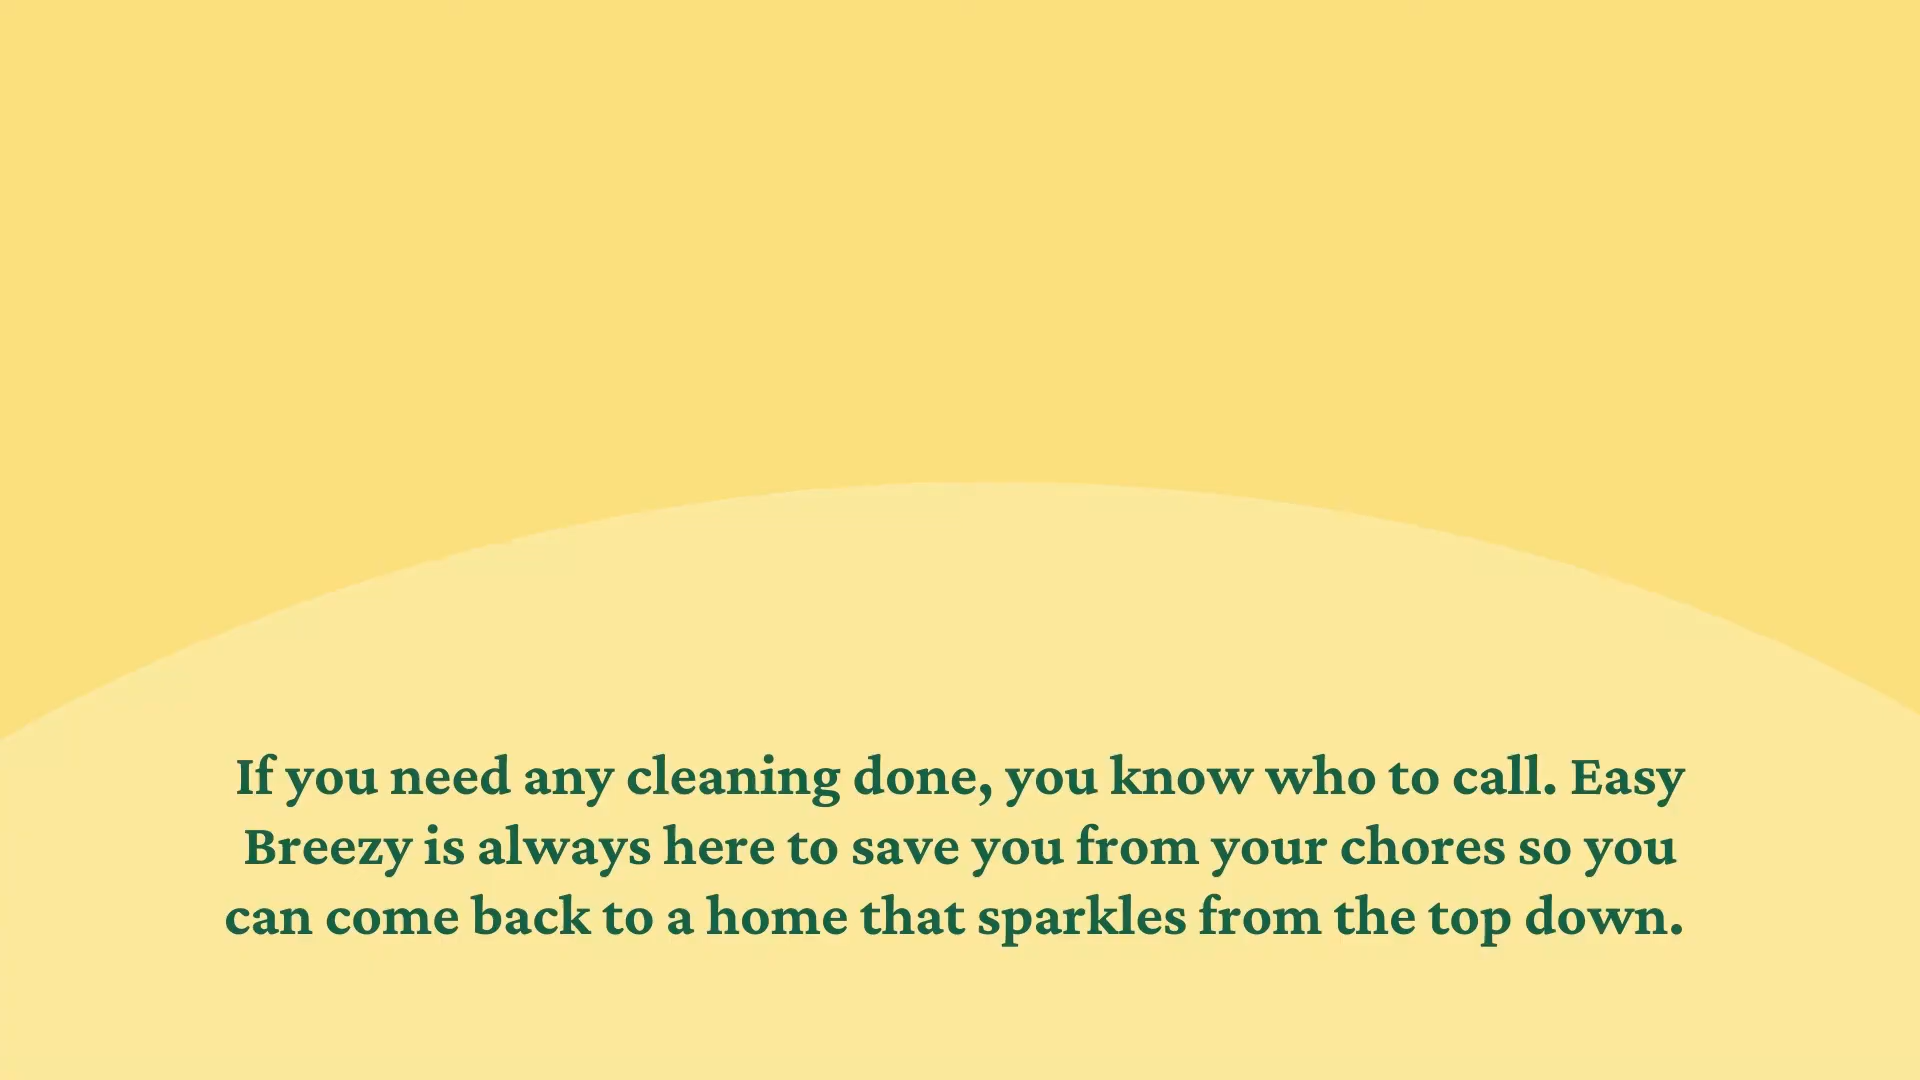 If you need any cleaning done, you know who to call. Easy
Breezy is always here to save you from your chores so you
can come back to a home that sparkles from the top down.